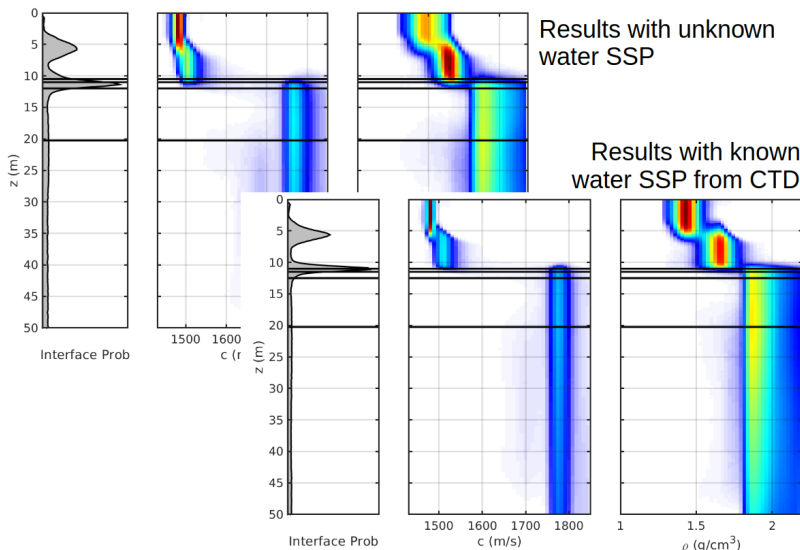 Results with unknown
water SSP
0
5
10
15
20
25
30
35
40
45
50
z (m)
Interface Prob
1500
1600
c (r
Results with known
water SSP from CTD
0
5
10
15
20
25
30
35
40
45
50
z (m)
Interface Prob
1500
1600
1700
1800
c (m/s)
1
1.5
2
ρ (g/cm³)